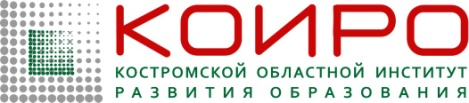 КОИРО
КОСТРОМСКОЙ ОБЛАСТНОЙ ИНСТИТУТ
РАЗВИТИЯ ОБРАЗОВАНИЯ